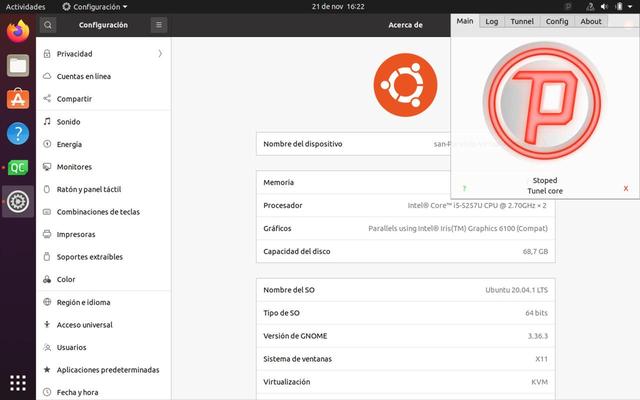 Actividades
Configuración
21 de nov 16:22
Configuración
Acerca de
Main Log Tunnel Config About
Privacidad
Cuentas en línea
Compartir
Sonido
Energía
Monitores
Ratón y panel táctil
Combinaciones de teclas
Impresoras
Soportes extraíbles
Color
Región e idioma
Acceso universal
Usuarios
Aplicaciones predeterminadas
Fecha y hora
Nombre del dispositivo
Memoria
Procesador Intel® Core™ i5-5257U CPU @ 2.70GHz × 2
Gráficos Parallels using Intel® Iris(TM) Graphics 6100 (Compat)
Capacidad del disco 68,7 GB
Nombre del SO Ubuntu 20.04.1 LTS
Tipo de SO 64 bits
Versión de GNOME 3.36.3
Sistema de ventanas X11
Virtualización KVM
P
Stoped
? Tunel core X
QC